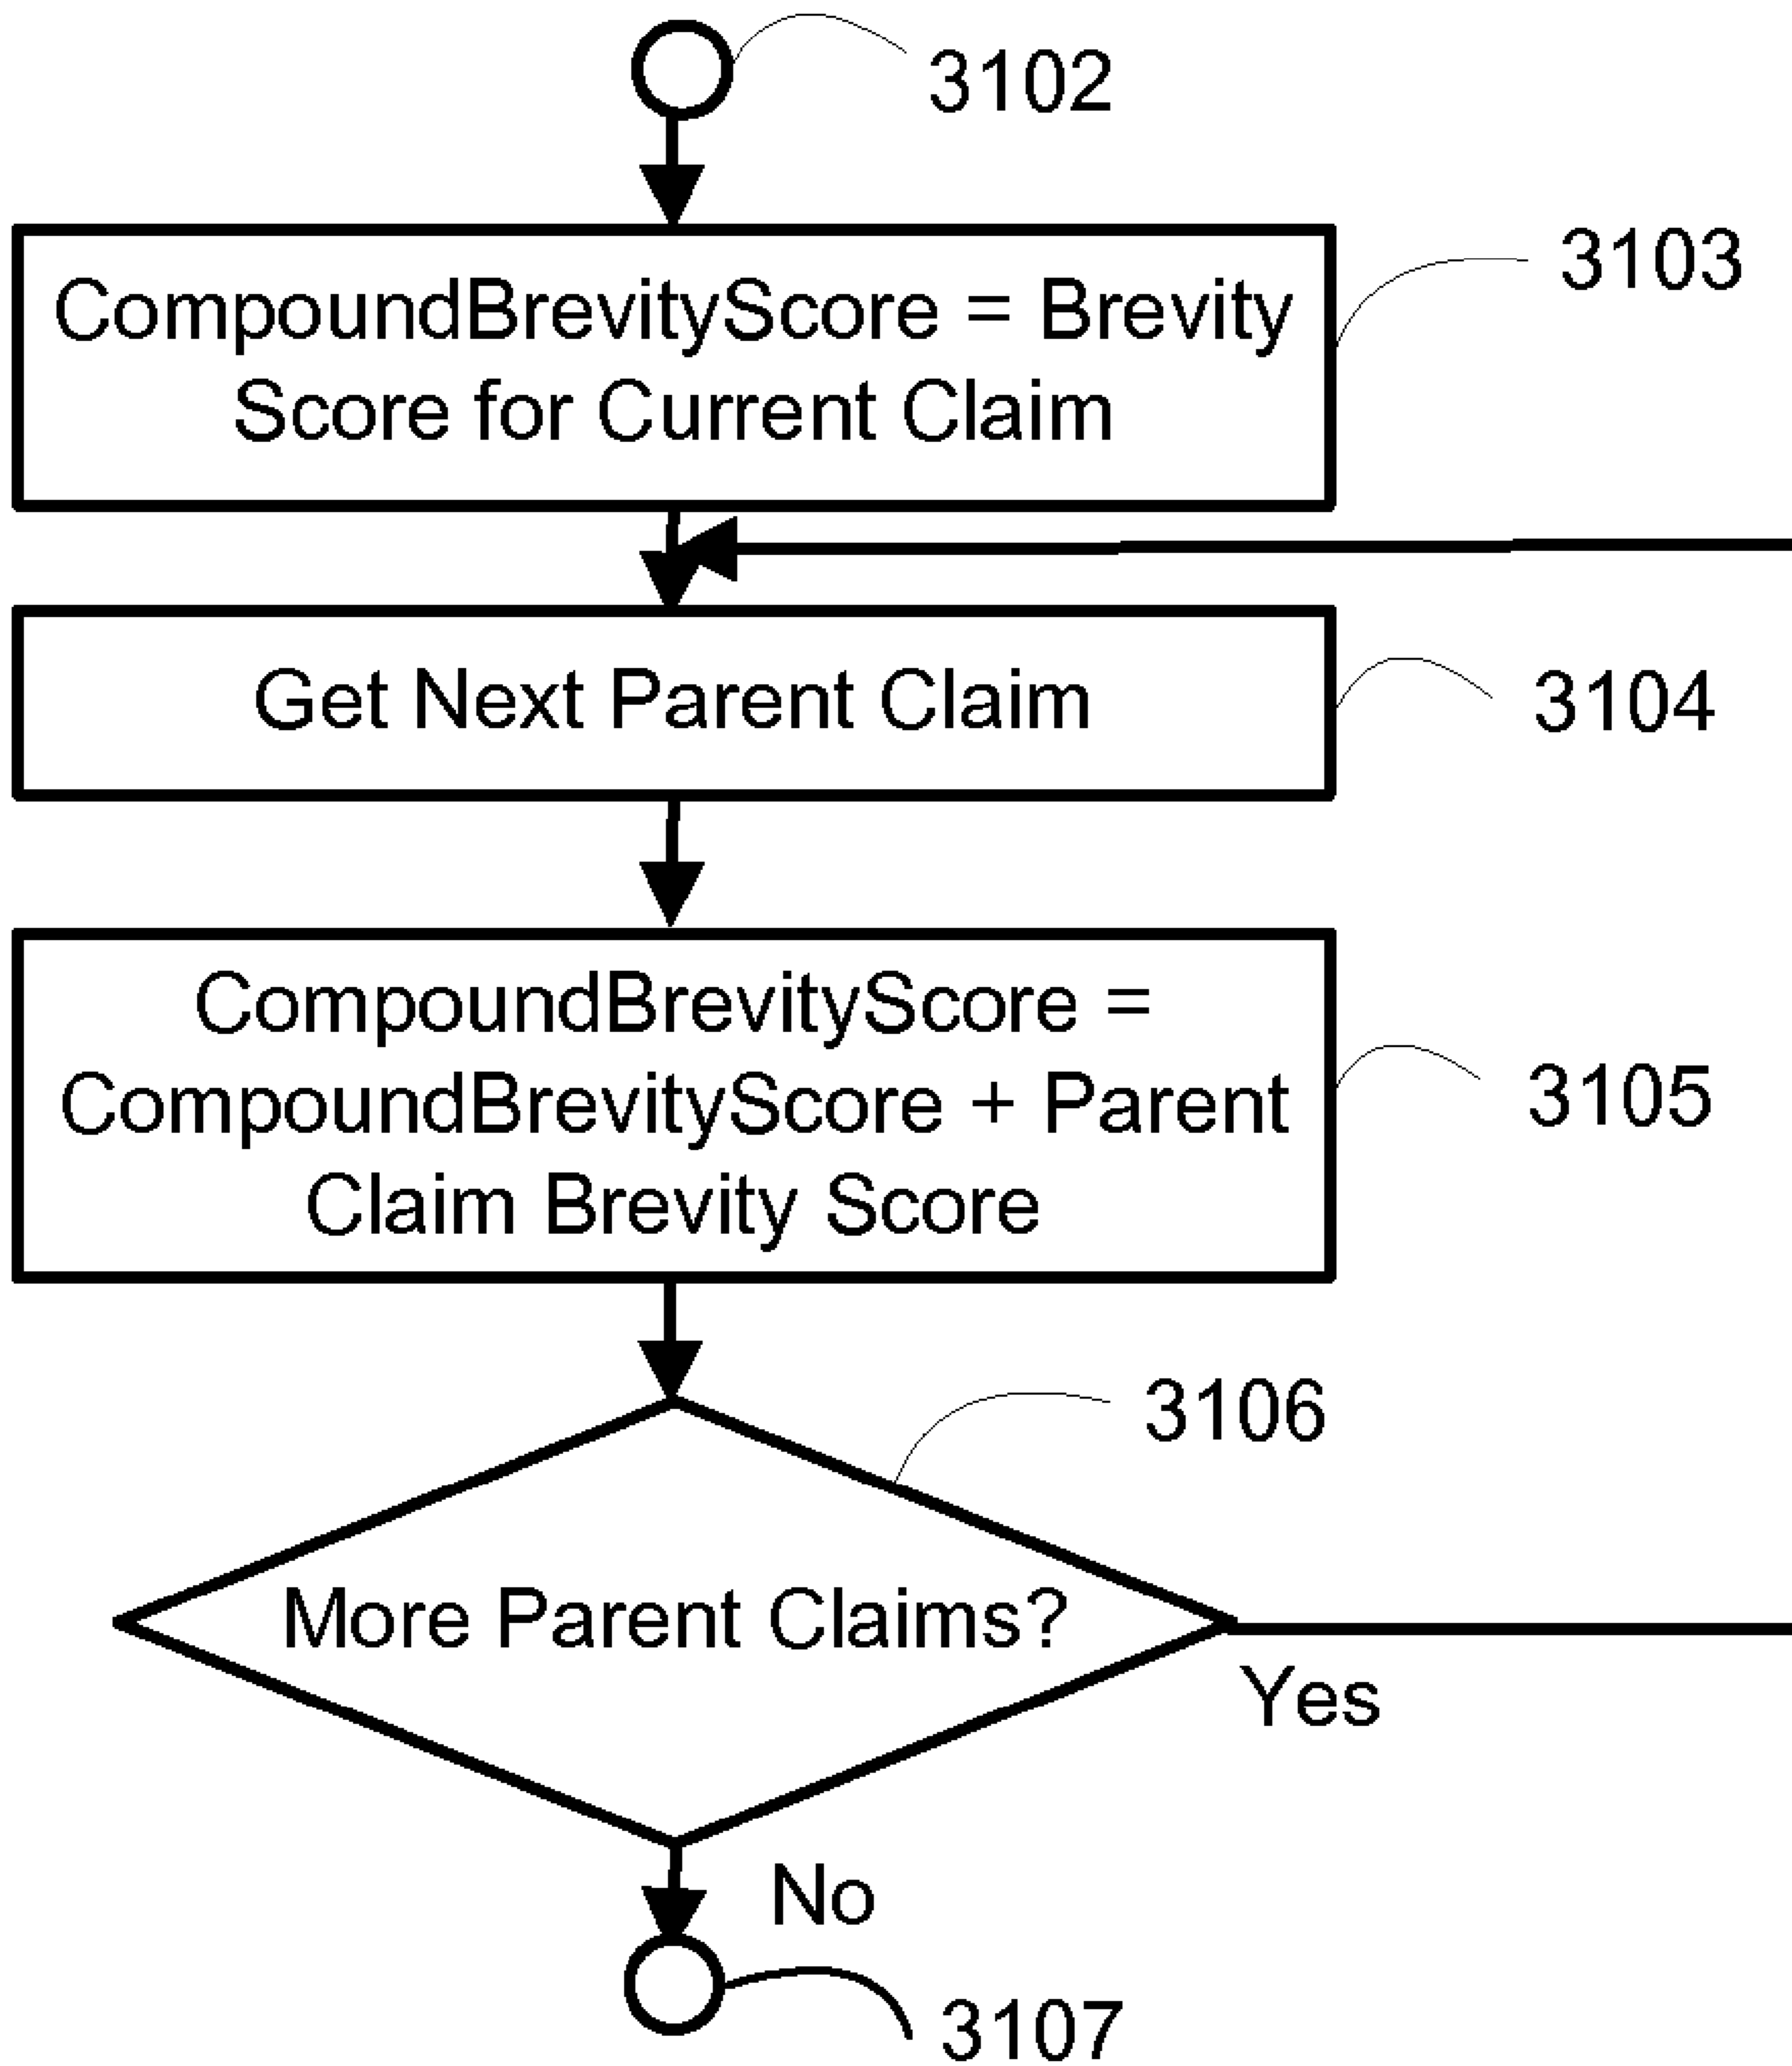 3102
3103
CompoundBrevityScore = Brevity
Score for Current Claim
Get Next Parent Claim
3104
CompoundBrevityScore =
CompoundBrevityScore + Parent
Claim Brevity Score
3105
3106
More Parent Claims?
Yes
No
3107